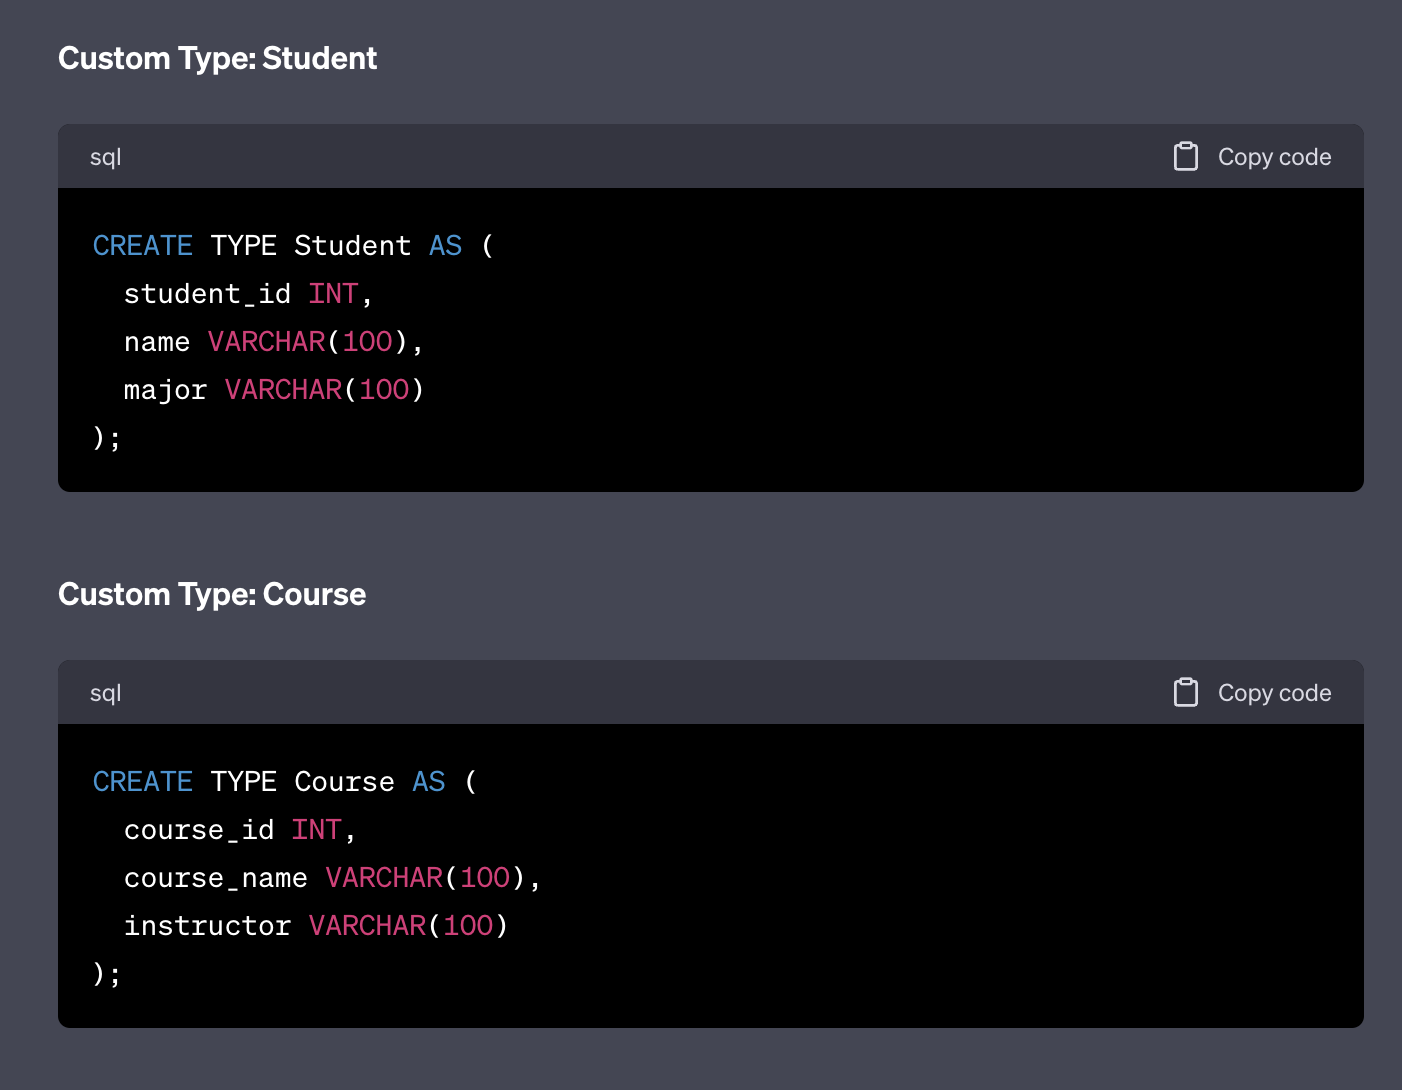 Custom Type: Student
sql
Copy code
CREATE TYPE Student AS (
student_id INT,
name VARCHAR(100),
major VARCHAR(100)
);
Custom Type: Course
sql
Copy code
CREATE TYPE Course AS (
course_id INT,
course_name VARCHAR(100),
instructor VARCHAR(100)
);